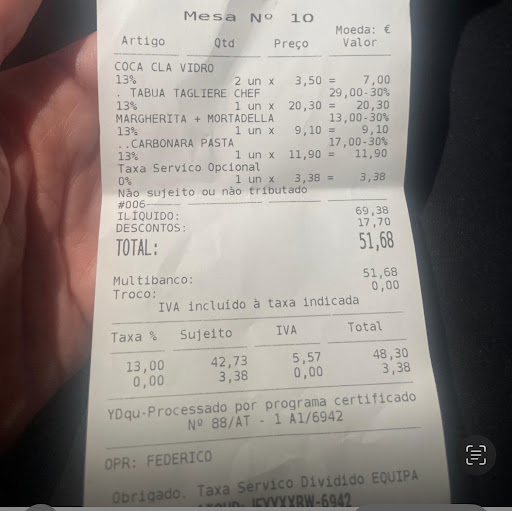 Mesa Nº 10
Moeda: €
Artigo Qtd Preço Valor
COCA CLA VIDRO
13% 2 un x 3,50 = 7,00
. TABUA TAGLIERE CHEF 29,00-30%
13% 1 un x 20,30 = 20,30
MARGHERITA + MORTADELLA 13,00-30%
13% 1 un x 9,10 = 9,10
..CARBONARA PASTA 17,00-30%
13% 1 un x 11,90 = 11,90
Taxa Servico Opcional
0% 1 un x 3,38 = 3,38
Não sujeito ou não tributado
#006
ILÍQUIDO: 69,38
DESCONTOS: 17,70
TOTAL: 51,68
Multibanco: 51,68
Troco: 0,00
IVA incluído à taxa indicada
Taxa % Sujeito IVA Total
13,00 42,73 5,57 48,30
0,00 3,38 0,00 3,38
YDqu-Processado por programa certificado
Nº 88/AT - 1 A1/6942
OPR: FEDERICO
Obrigado. Taxa Servico Dividido EQUIPA